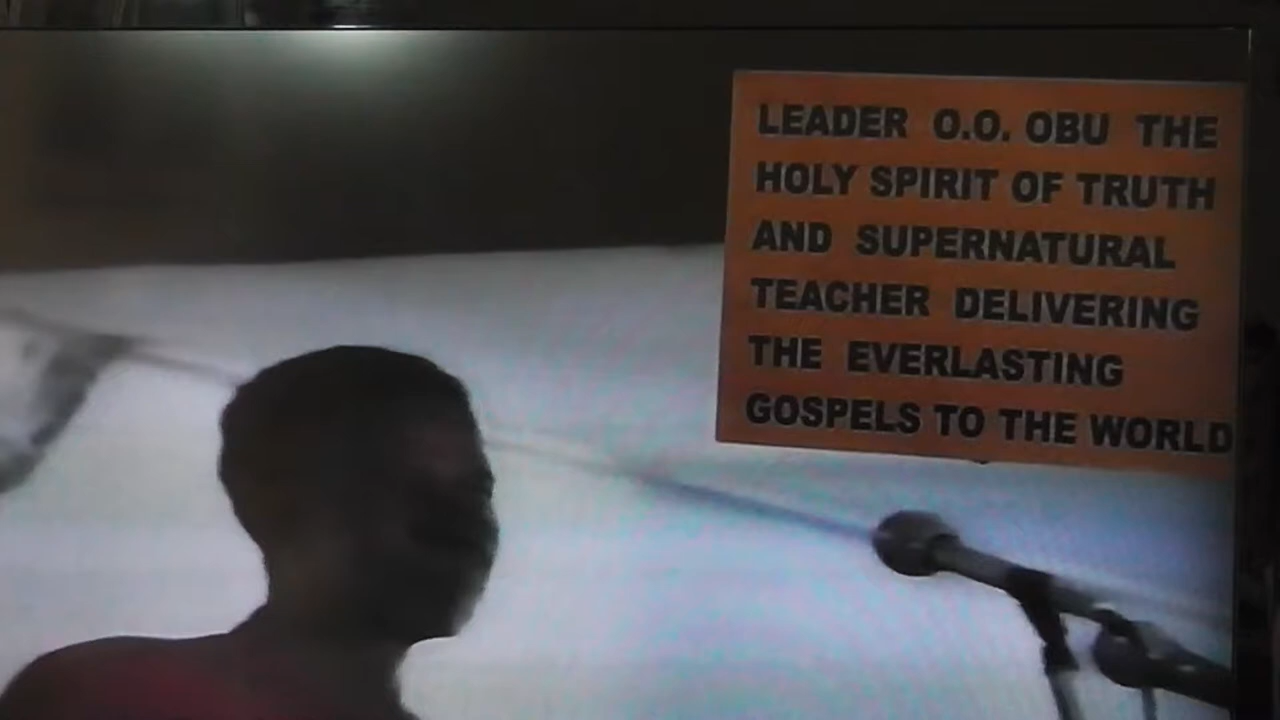 LEADER O.O. OBU THE
HOLY SPIRIT OF TRUTH
AND SUPERNATURAL
TEACHER DELIVERING
THE EVERLASTING
GOSPELS TO THE WORLD